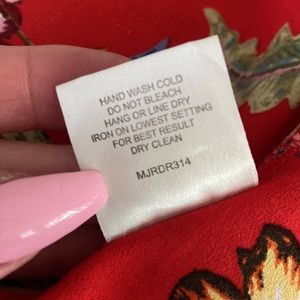 HAND WASH COLD
DO NOT BLEACH
HANG OR LINE DRY
IRON ON LOWEST SETTING
FOR BEST RESULT
DRY CLEAN
MJRDR314